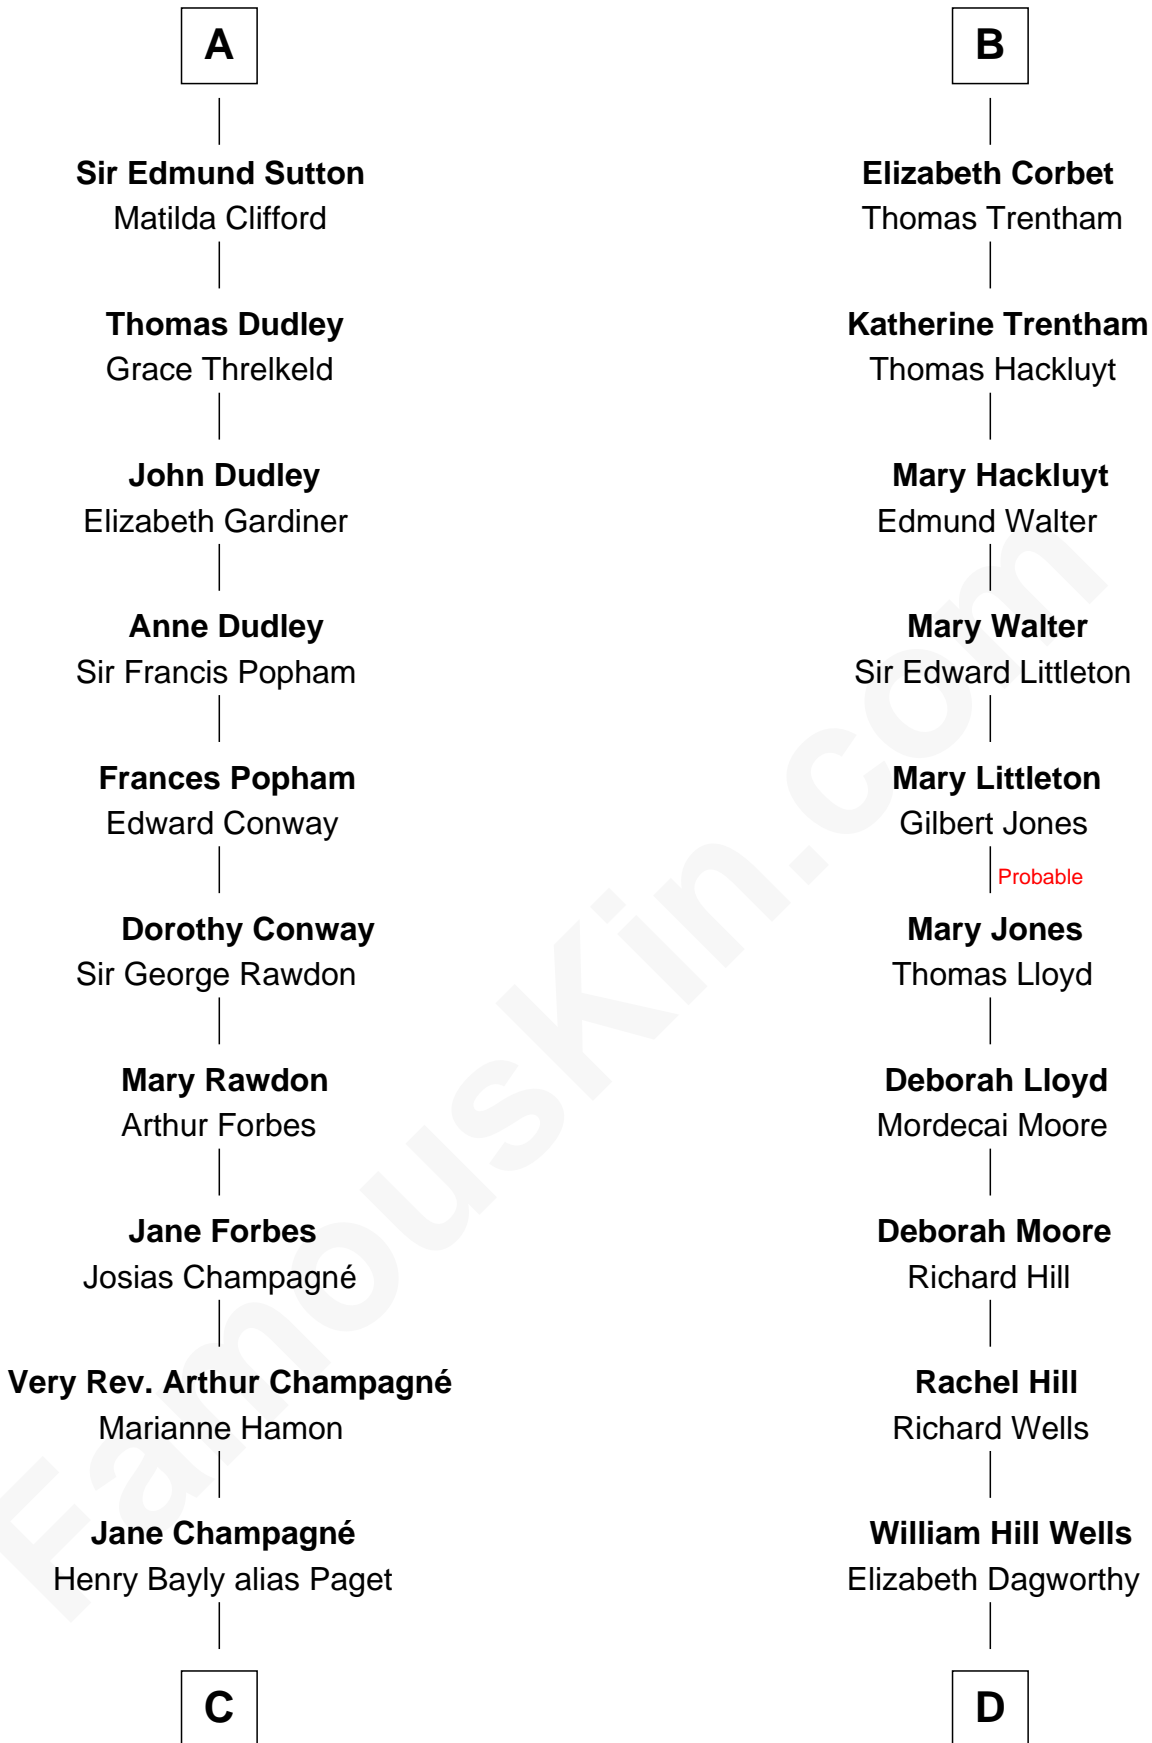 A
Sir Edmund Sutton
Matilda Clifford
Thomas Dudley
Grace Threlkeld
John Dudley
Elizabeth Gardiner
Anne Dudley
Sir Francis Popham
Frances Popham
Edward Conway
Dorothy Conway
Sir George Rawdon
Mary Rawdon
Arthur Forbes
Jane Forbes
Josias Champagné
Very Rev. Arthur Champagné
Marianne Hamon
Jane Champagné
Henry Bayly alias Paget
C
B
Elizabeth Corbet
Thomas Trentham
Katherine Trentham
Thomas Hackluyt
Mary Hackluyt
Edmund Walter
Mary Walter
Sir Edward Littleton
Mary Littleton
Gilbert Jones
Probable
Mary Jones
Thomas Lloyd
Deborah Lloyd
Mordecai Moore
Deborah Moore
Richard Hill
Rachel Hill
Richard Wells
William Hill Wells
Elizabeth Dagworthy
D
FamousKin.com